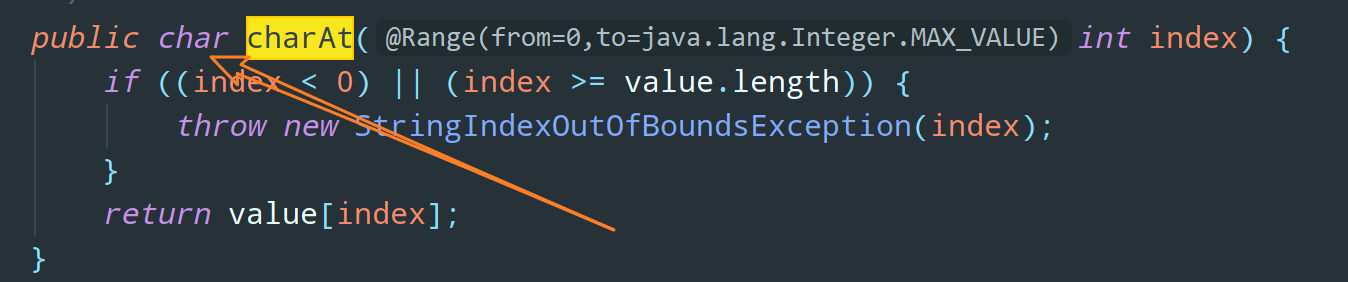 public char charAt( @Range(from=0,to=java.lang.Integer.MAX_VALUE) int index) {
if ((index < 0) || (index >= value.length)) {
throw new StringIndexOutOfBoundsException(index);
}
return value[index];
}